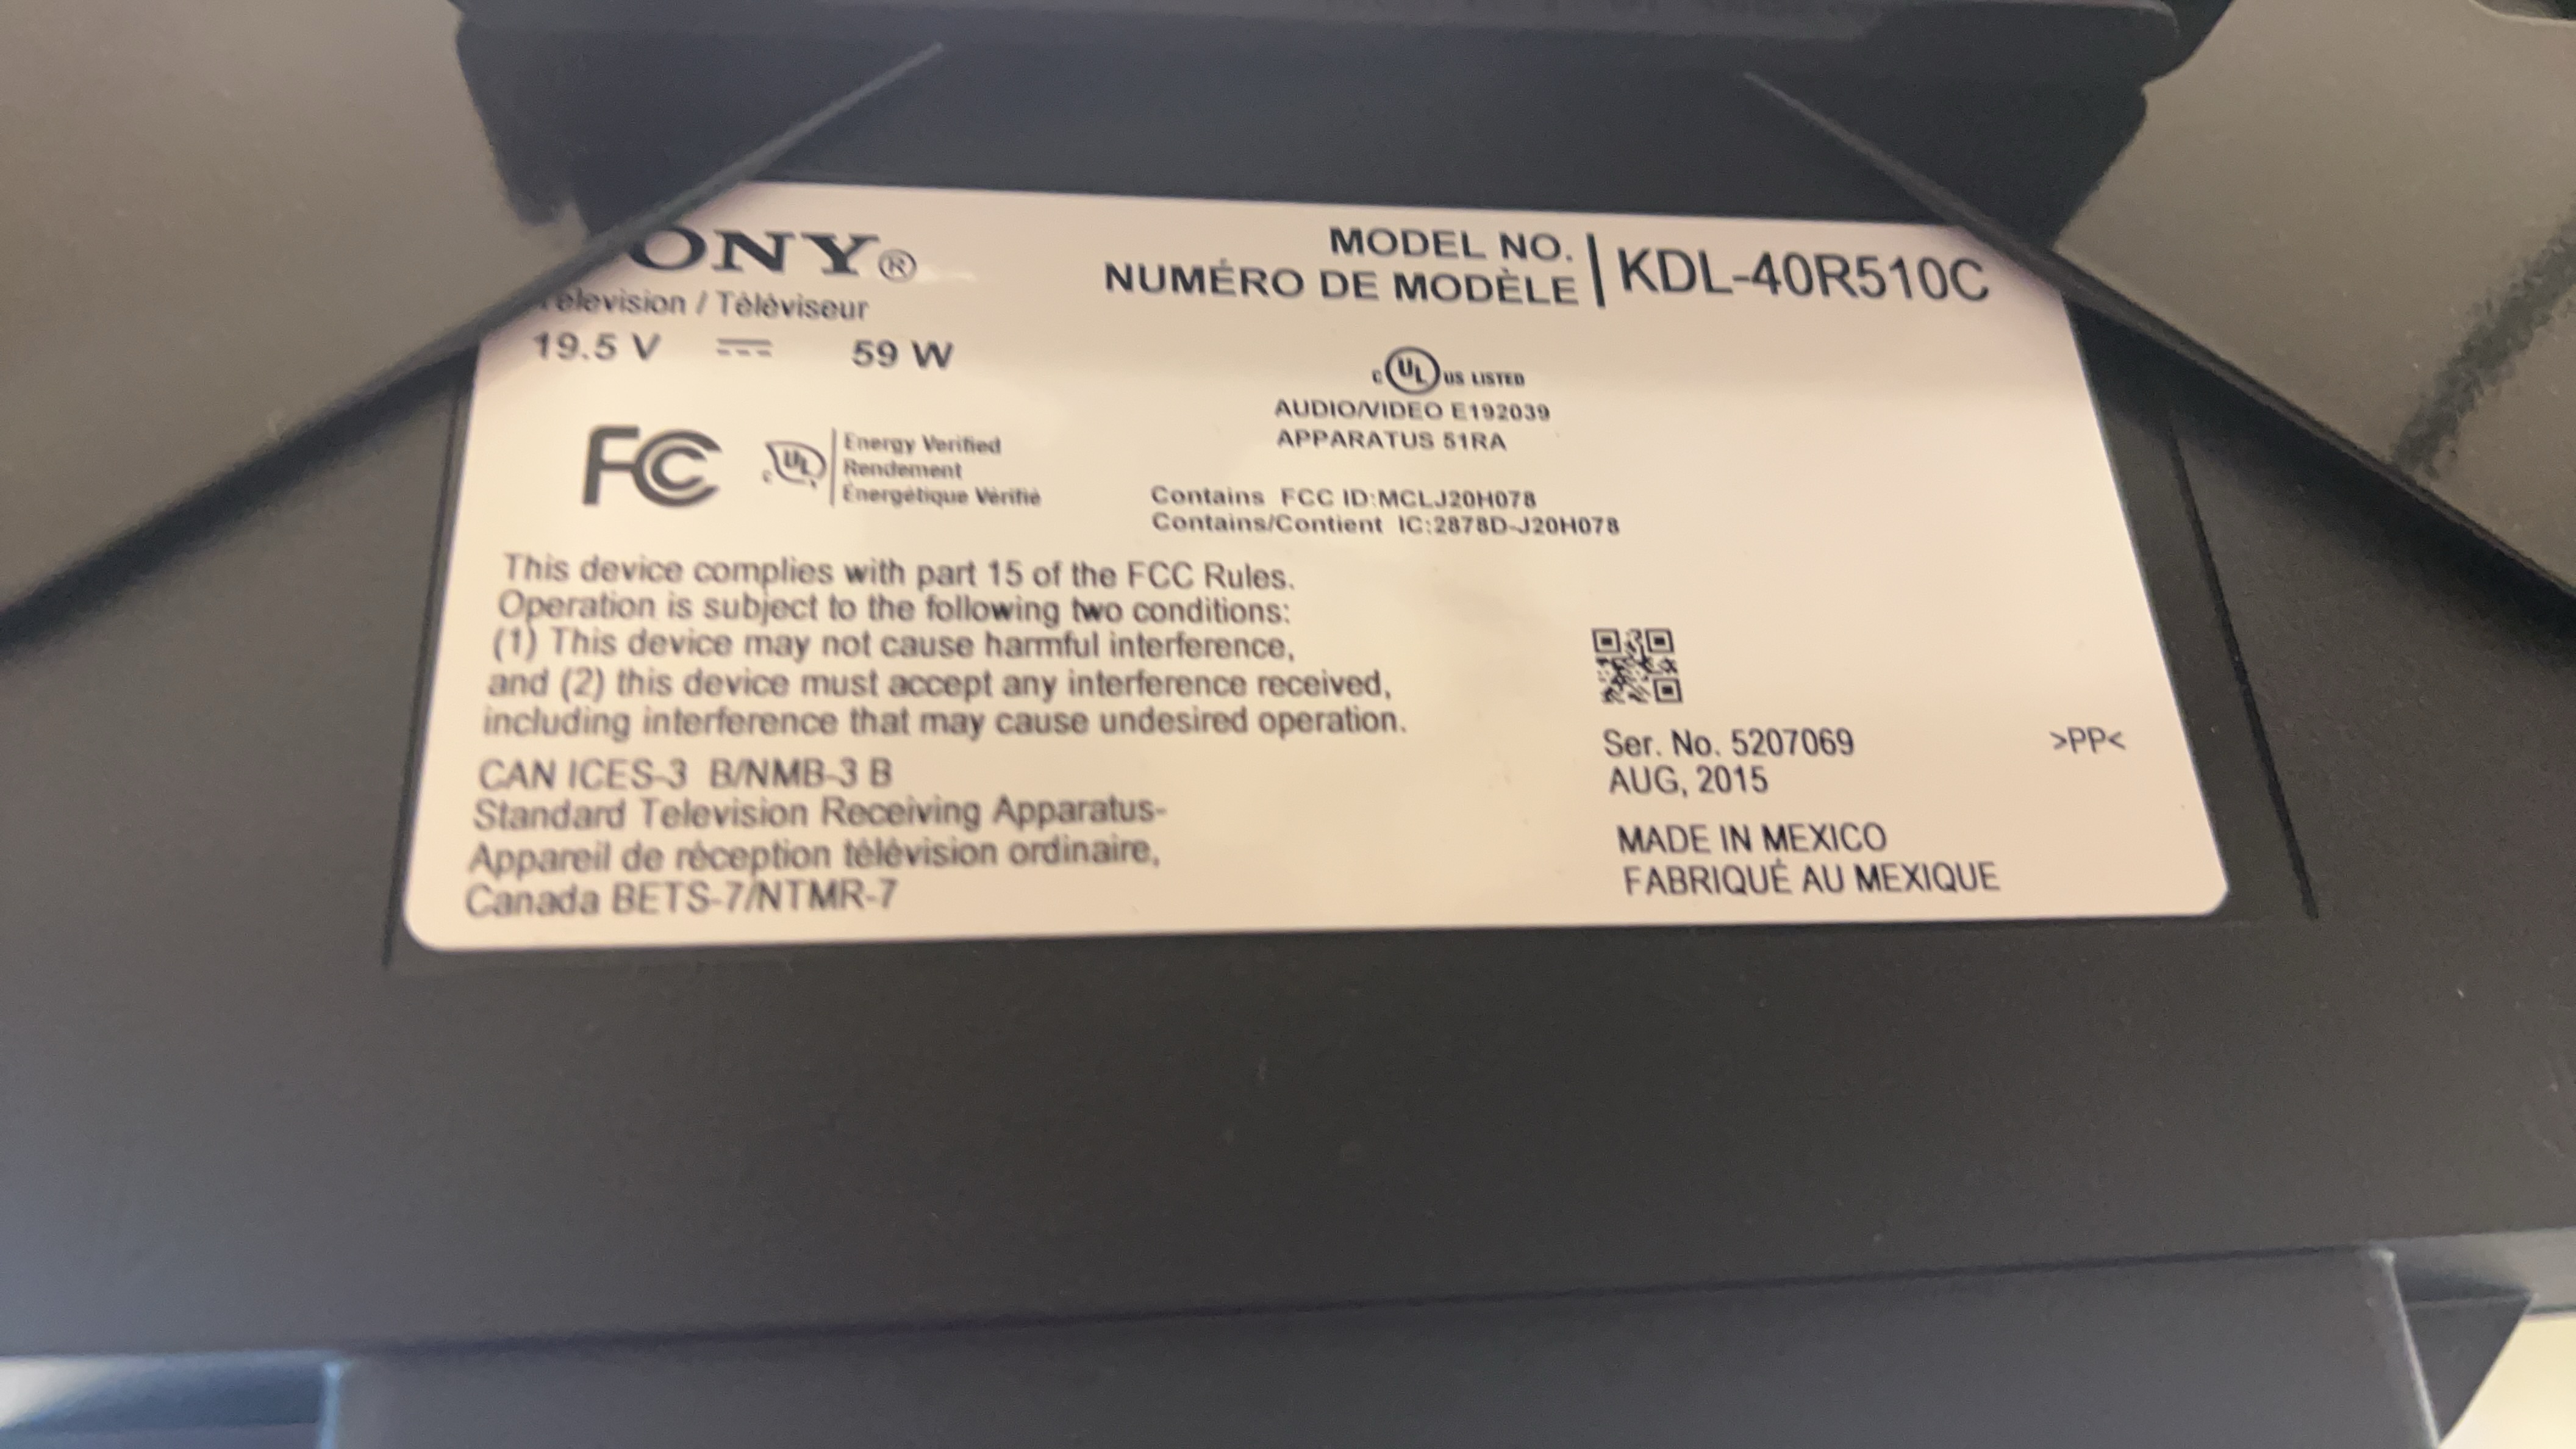 ONY®
Television / Téléviseur
19.5 V 59 W
MODEL NO.
NUMÉRO DE MODÈLE
KDL-40R510C
C UL US LISTED
AUDIO/VIDEO E192039
APPARATUS 51RA
FC
C UL
Energy Verified
Rendement
Énergétique Vérifié
Contains FCC ID:MCLJ20H078
Contains/Contient IC:2878D-J20H078
This device complies with part 15 of the FCC Rules.
Operation is subject to the following two conditions:
(1) This device may not cause harmful interference,
and (2) this device must accept any interference received,
including interference that may cause undesired operation.
CAN ICES-3 B/NMB-3 B
Standard Television Receiving Apparatus-
Appareil de réception télévision ordinaire,
Canada BETS-7/NTMR-7
Ser. No. 5207069
AUG, 2015
>PP<
MADE IN MEXICO
FABRIQUÉ AU MEXIQUE